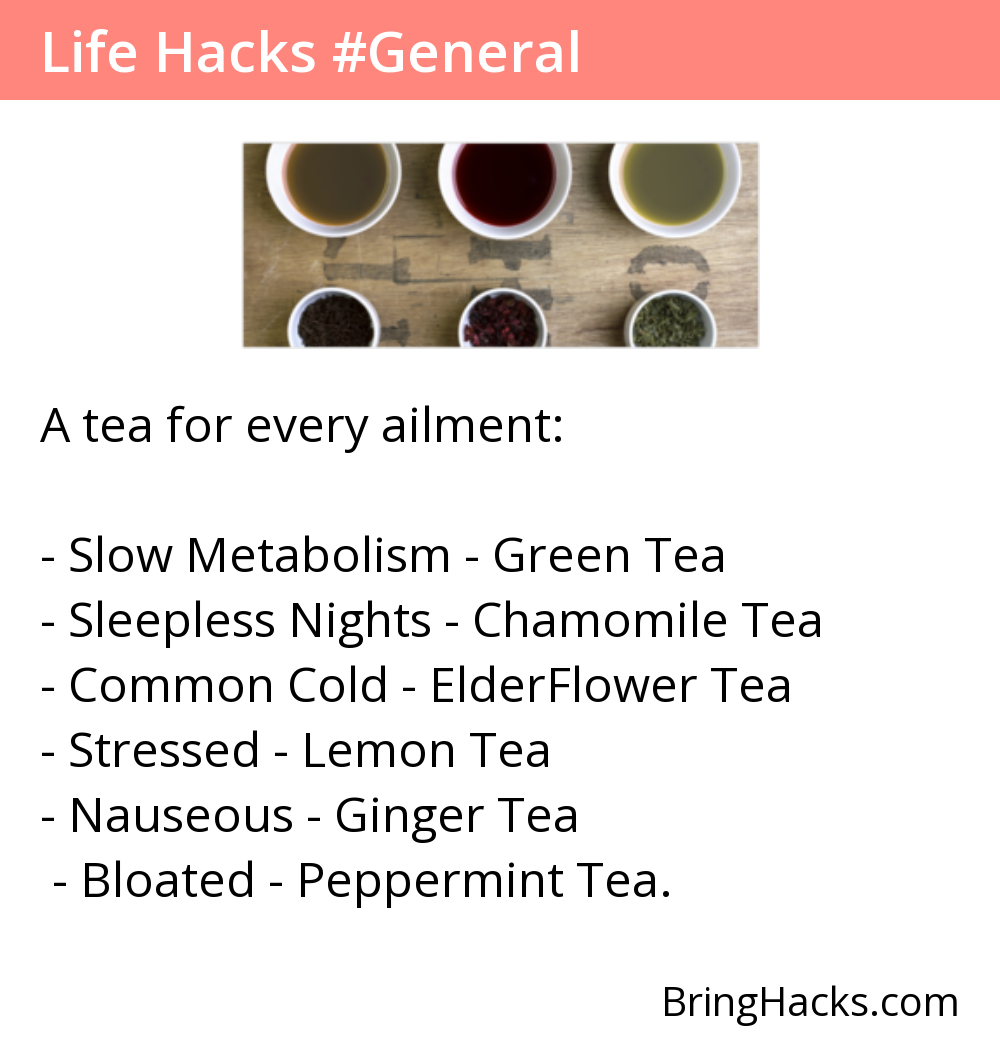 Life Hacks #General
A tea for every ailment:
- Slow Metabolism - Green Tea
- Sleepless Nights - Chamomile Tea
- Common Cold - ElderFlower Tea
- Stressed - Lemon Tea
- Nauseous - Ginger Tea
- Bloated - Peppermint Tea.
BringHacks.com